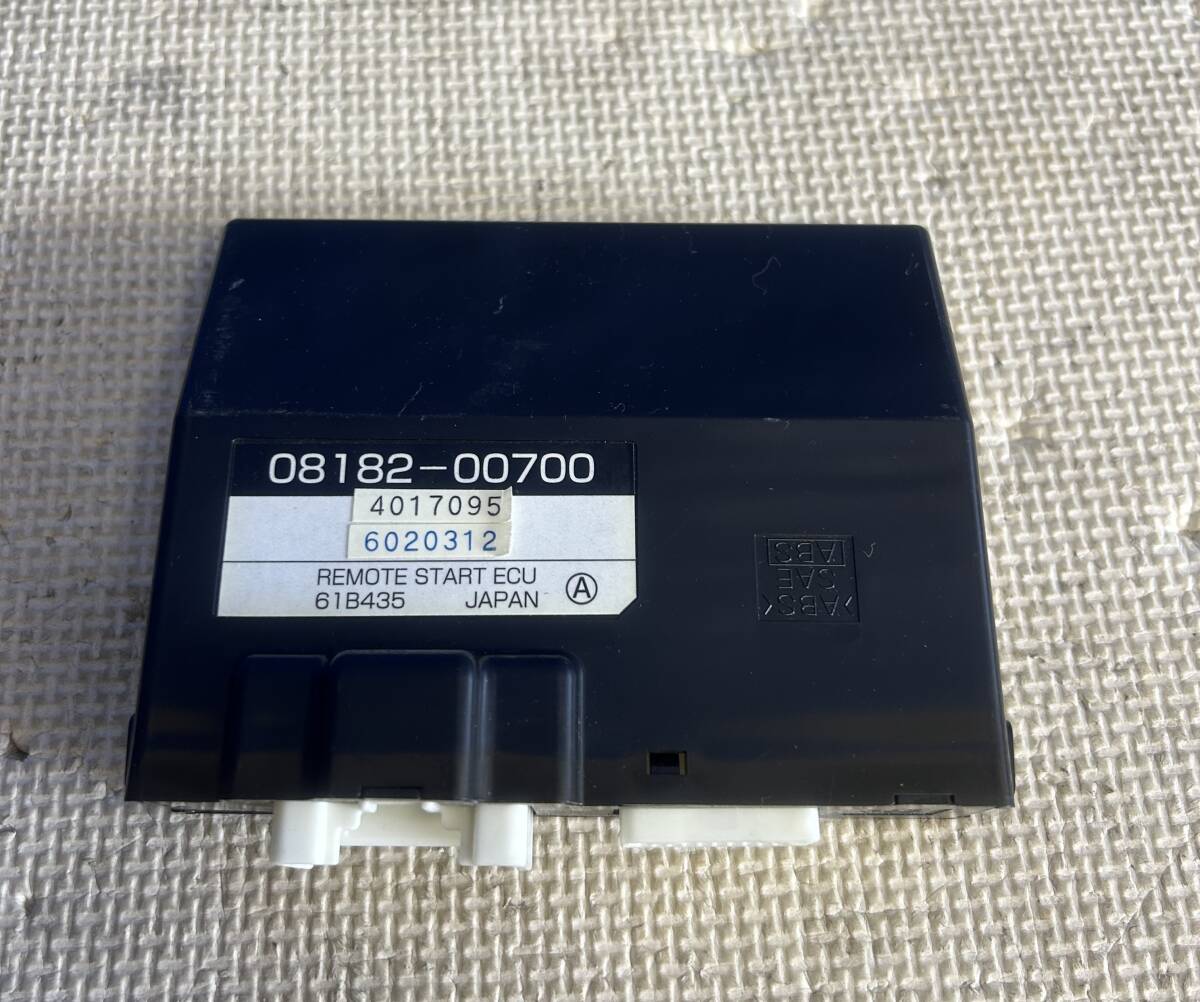 08182-00700
4017095
6020312
REMOTE START ECU
61B435 JAPAN A
>ABS<
SAE
ABS